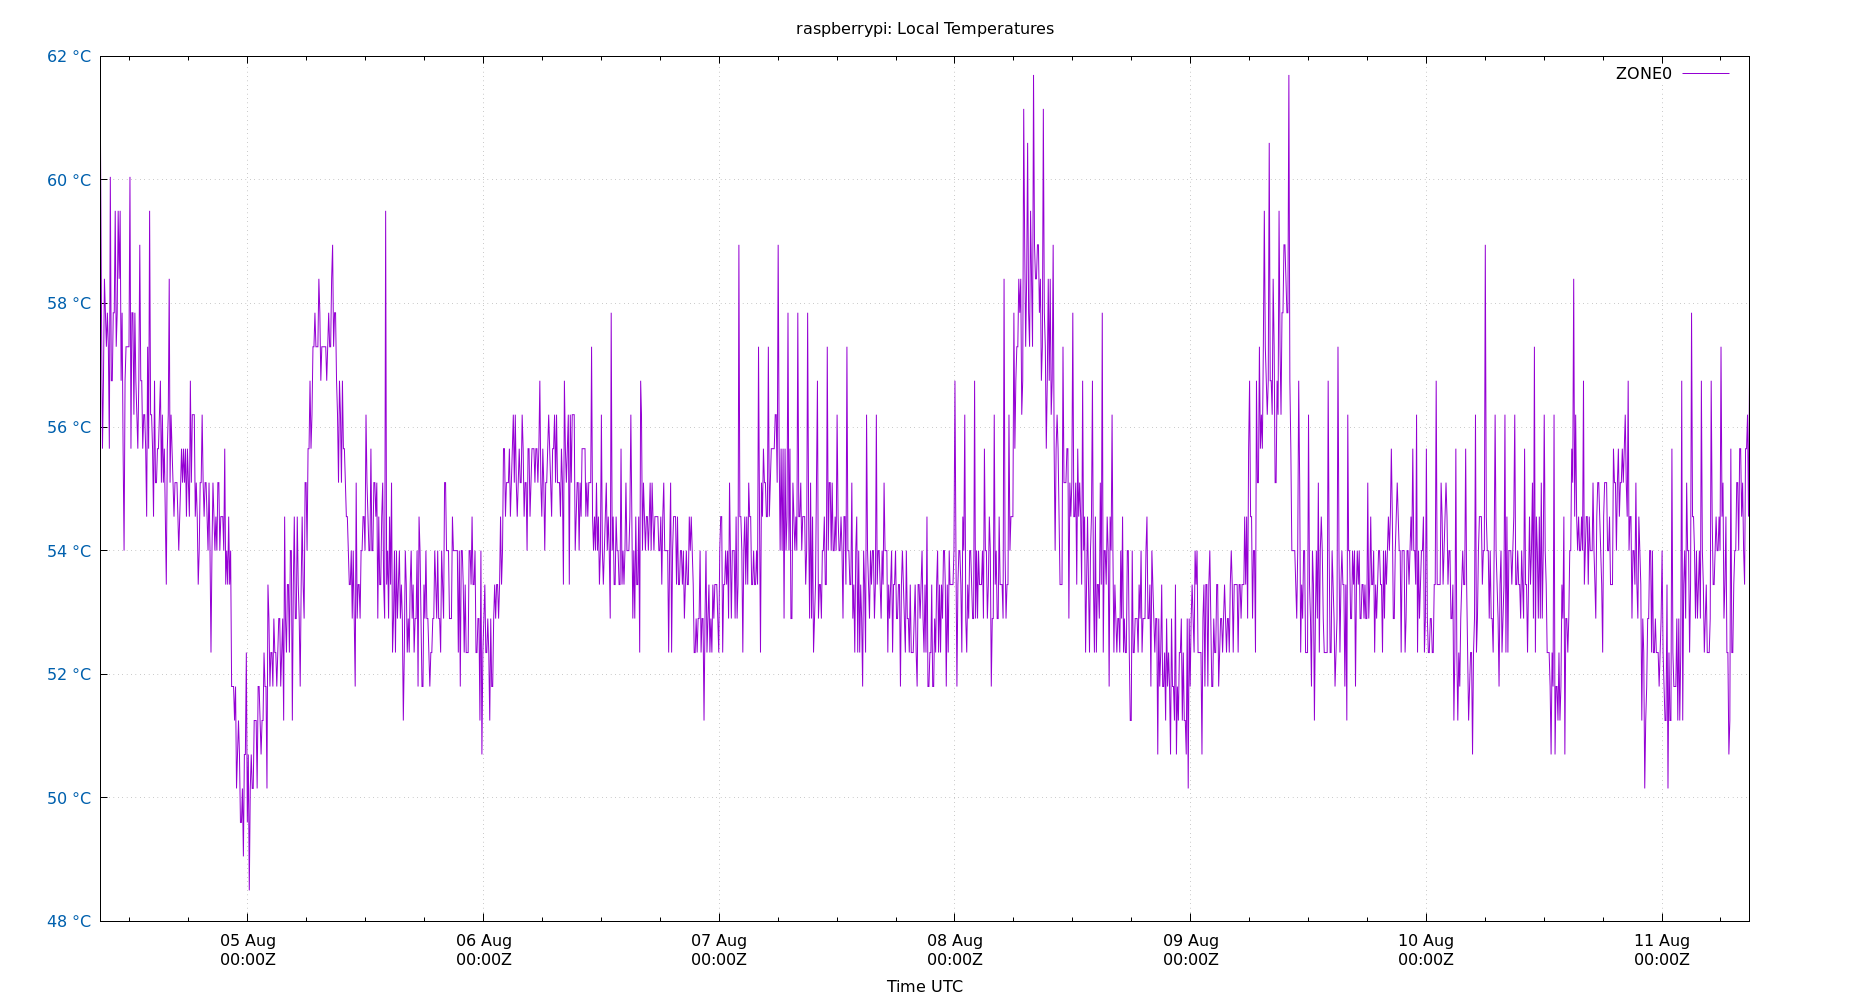 raspberrypi: Local Temperatures
62 °C
ZONE0
60 °C
58 °C
56 °C
54 °C
52 °C
50 °C
48 °C
05 Aug 06 Aug 07 Aug 08 Aug 09 Aug 10 Aug 11 Aug
00:00Z 00:00Z 00:00Z 00:00Z 00:00Z 00:00Z 00:00Z
Time UTC